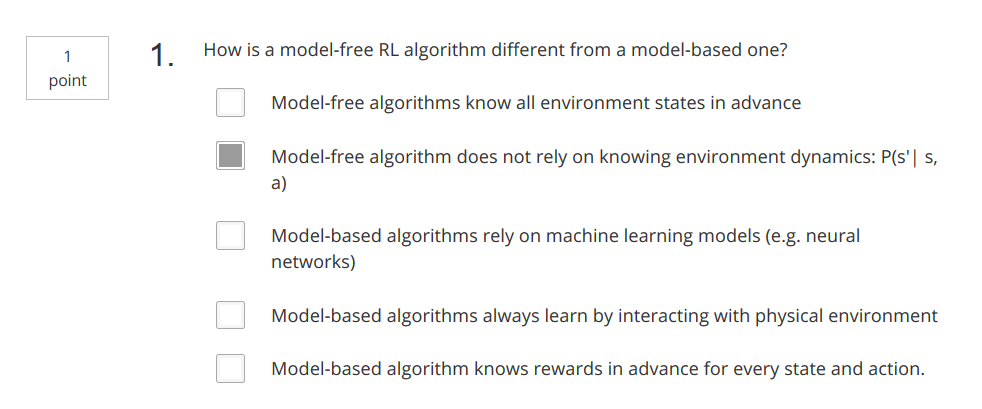 1
point
1.
How is a model-free RL algorithm different from a model-based one?
Model-free algorithms know all environment states in advance
Model-free algorithm does not rely on knowing environment dynamics: P(s'| s,
a)
Model-based algorithms rely on machine learning models (e.g. neural
networks)
Model-based algorithms always learn by interacting with physical environment
Model-based algorithm knows rewards in advance for every state and action.